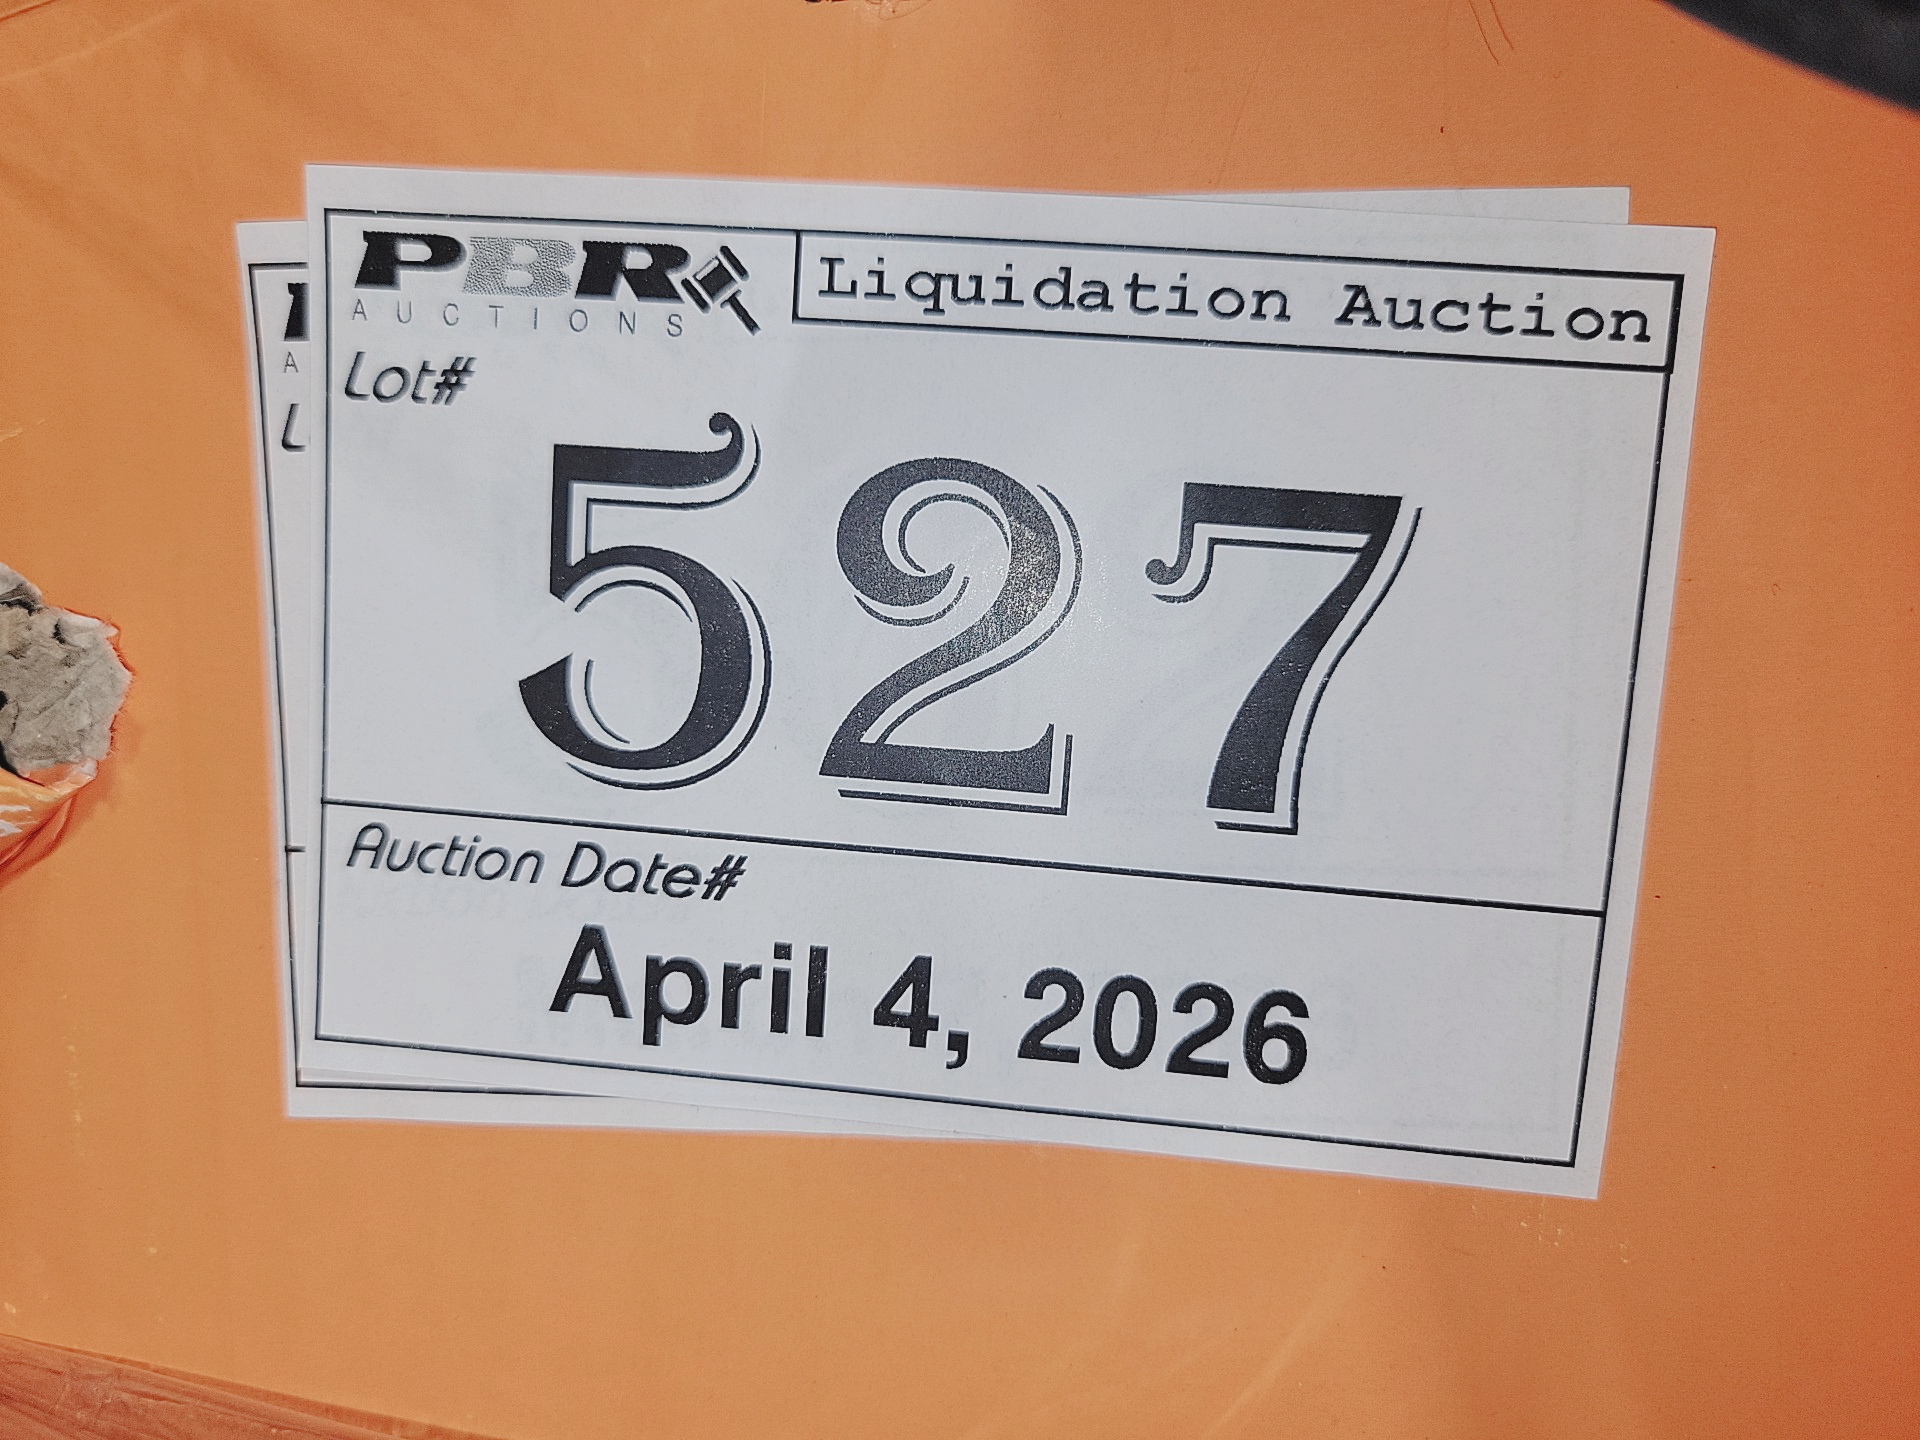 PBR
AUCTIONS
Liquidation Auction
Lot#
527
Auction Date#
April 4, 2026